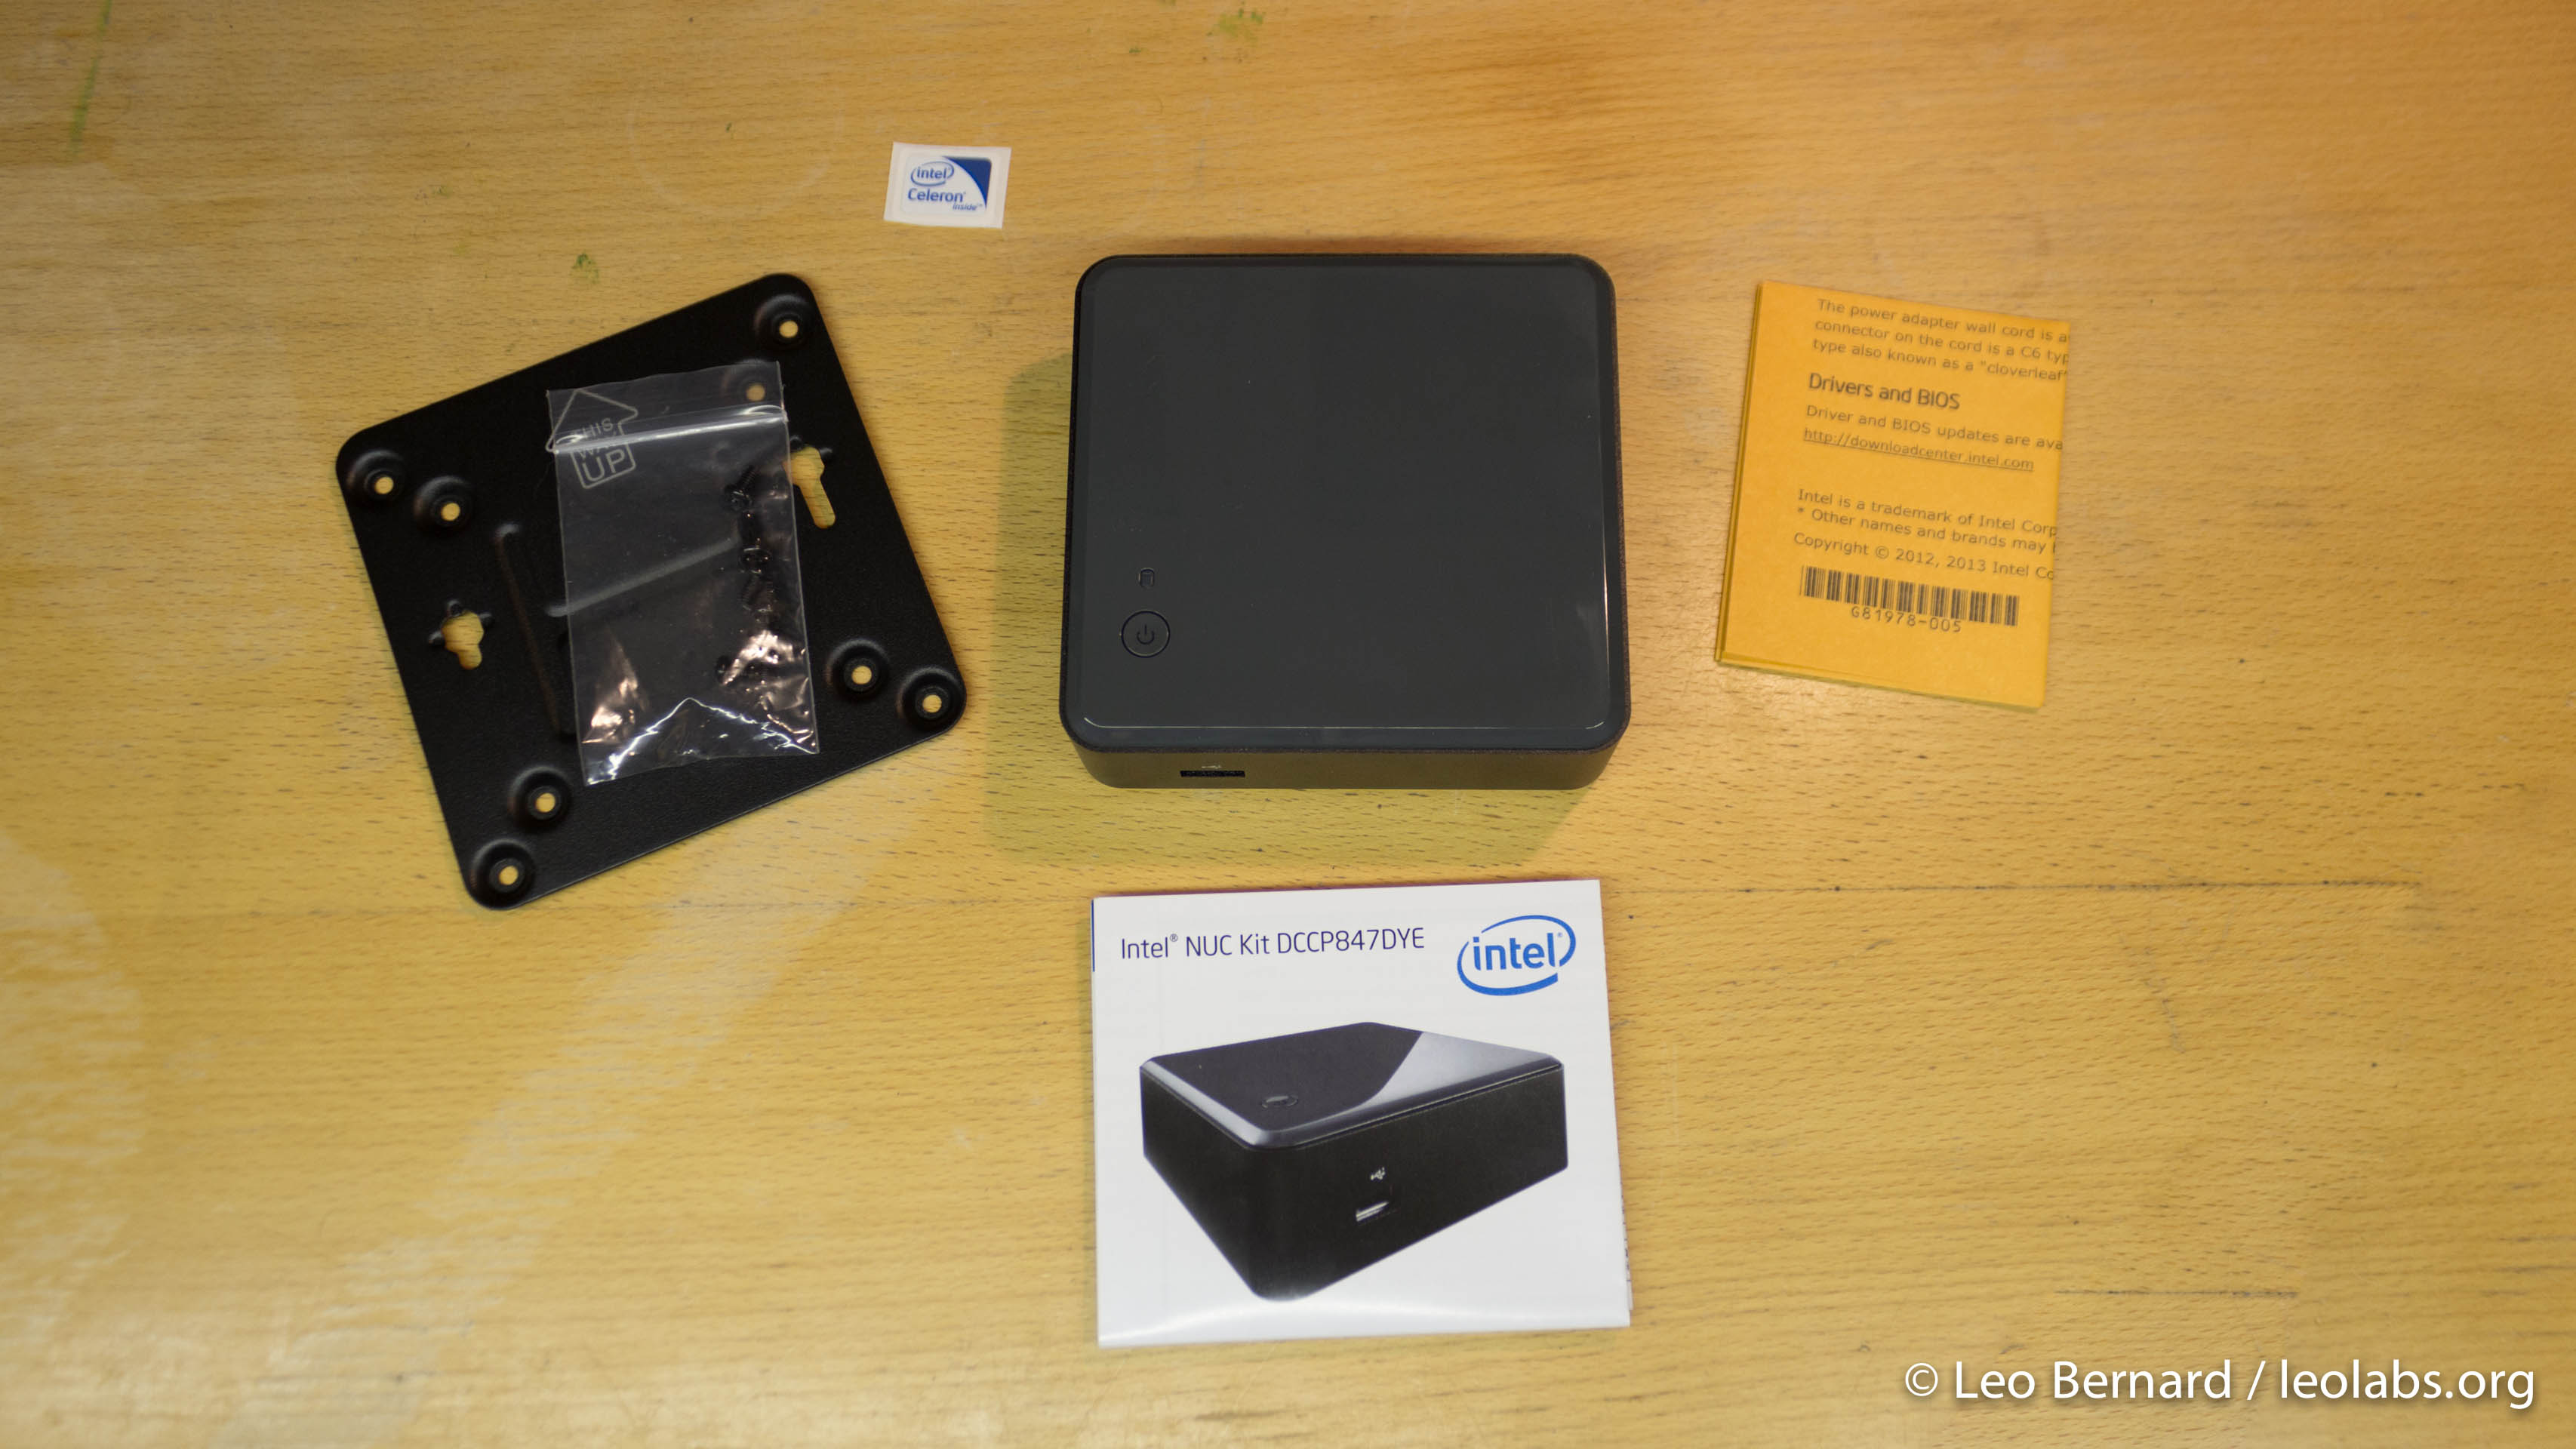 intel
Celeron®
inside™
THIS
WAY
UP
The power adapter wall cord is a
connector on the cord is a C6 typ
type also known as a "cloverleaf"
Drivers and BIOS
Driver and BIOS updates are ava
http://downloadcenter.intel.com
Intel is a trademark of Intel Corp
* Other names and brands may
Copyright © 2012, 2013 Intel Co
G81978-005
Intel® NUC Kit DCCP847DYE
intel®
© Leo Bernard / leolabs.org